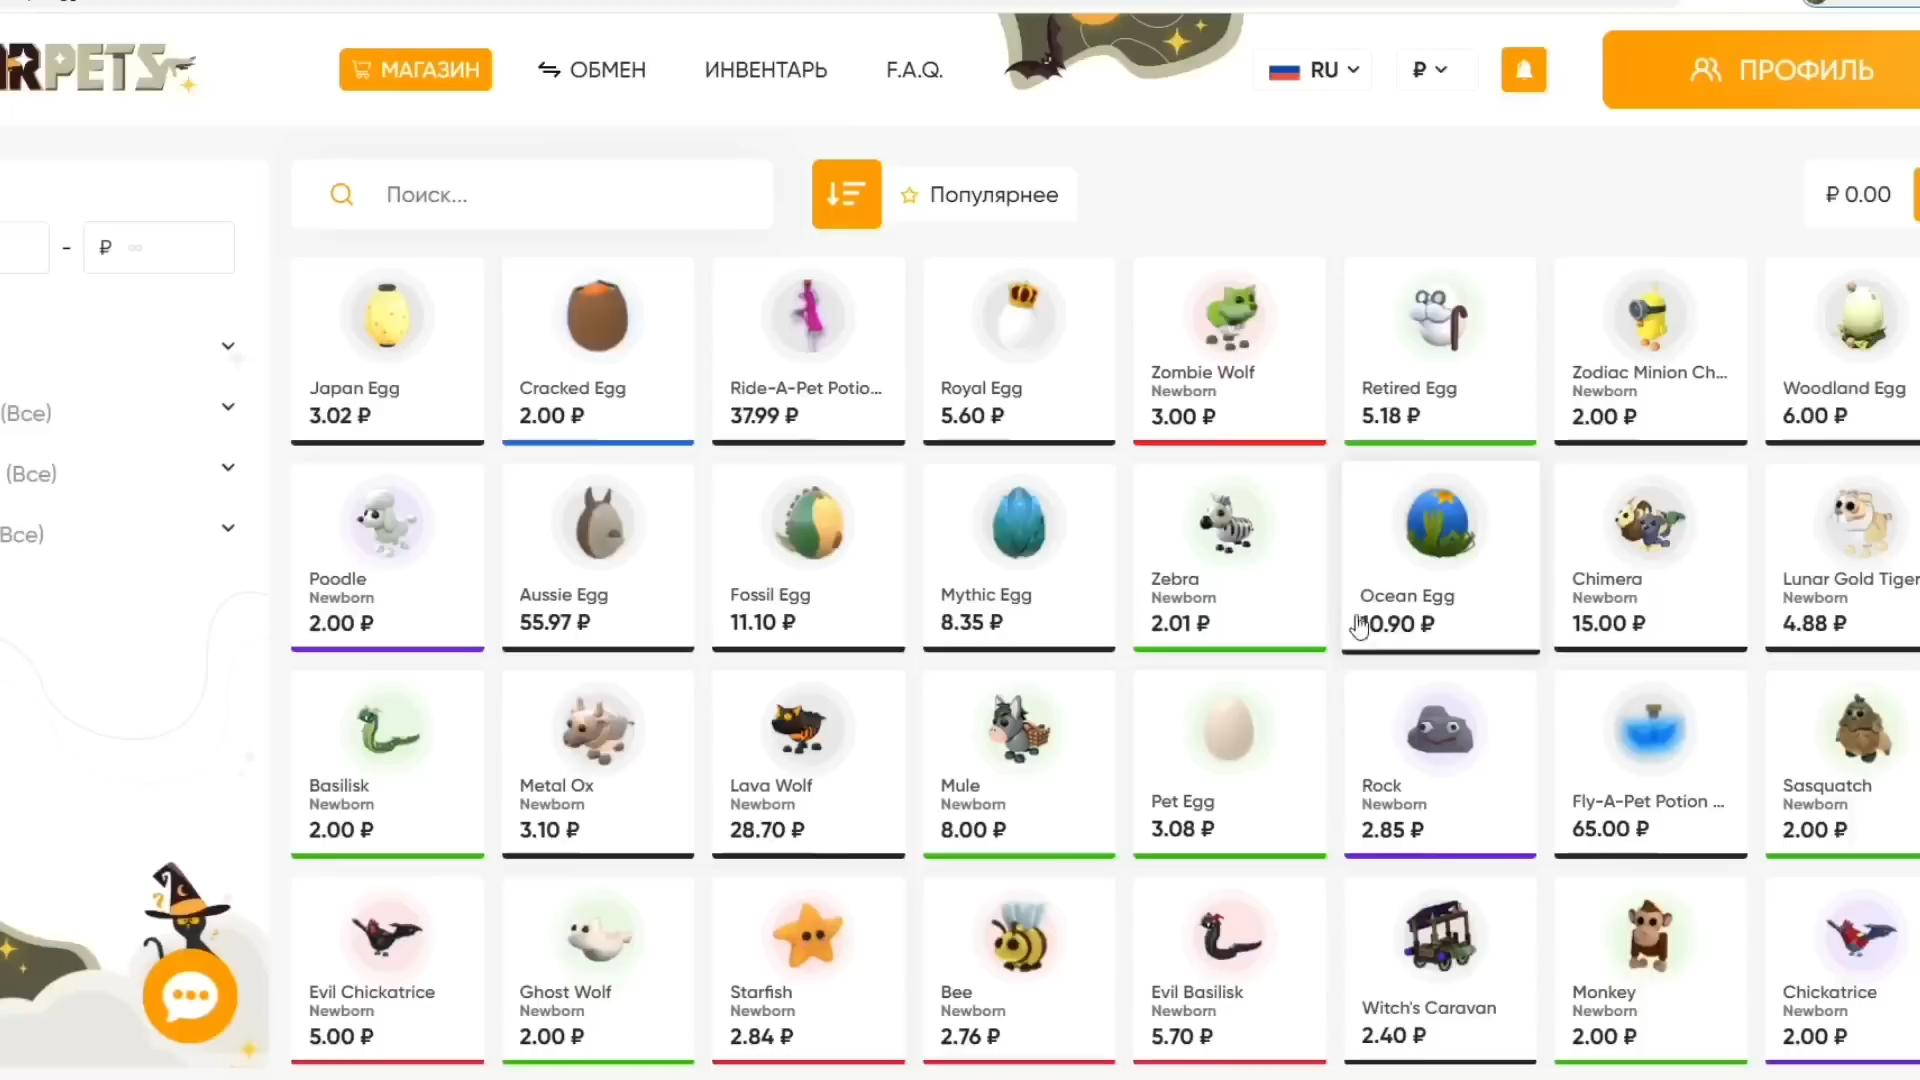 RPETS
МАГАЗИН
ОБМЕН
ИНВЕНТАРЬ
F.A.Q.
RU
₽
ПРОФИЛЬ
Поиск...
Популярнее
₽ 0.00
- ₽ ∞
(Все)
(Все)
Все)
Japan Egg
3.02 ₽
Cracked Egg
2.00 ₽
Ride-A-Pet Potio...
37.99 ₽
Royal Egg
5.60 ₽
Zombie Wolf
Newborn
3.00 ₽
Retired Egg
5.18 ₽
Zodiac Minion Ch...
2.00 ₽
Newborn
Woodland Egg
6.00 ₽
Poodle
Newborn
2.00 ₽
Aussie Egg
55.97 ₽
Fossil Egg
11.10 ₽
Mythic Egg
8.35 ₽
Zebra
Newborn
2.01 ₽
Ocean Egg
0.90 ₽
Chimera
Newborn
15.00 ₽
Lunar Gold Tiger
Newborn
4.88 ₽
Basilisk
Newborn
2.00 ₽
Metal Ox
Newborn
3.10 ₽
Lava Wolf
Newborn
28.70 ₽
Mule
Newborn
8.00 ₽
Pet Egg
3.08 ₽
Rock
Newborn
2.85 ₽
Fly-A-Pet Potion ...
65.00 ₽
Sasquatch
Newborn
2.00 ₽
Evil Chickatrice
Newborn
5.00 ₽
Ghost Wolf
Newborn
2.00 ₽
Starfish
Newborn
2.84 ₽
Bee
Newborn
2.76 ₽
Evil Basilisk
Newborn
5.70 ₽
Witch's Caravan
2.40 ₽
Monkey
Newborn
2.00 ₽
Chickatrice
Newborn
2.00 ₽